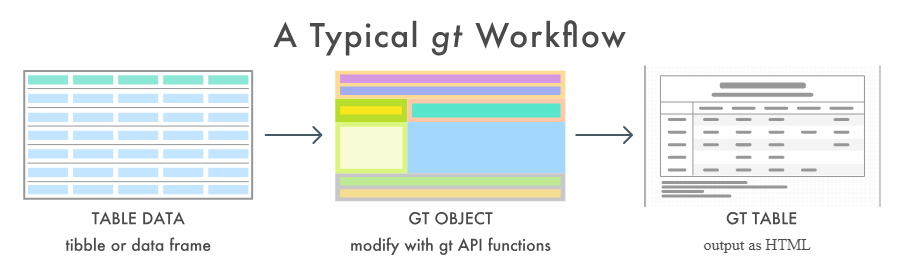 A Typical gt Workflow
TABLE DATA
tibble or data frame
GT OBJECT
modify with gt API functions
GT TABLE
output as HTML